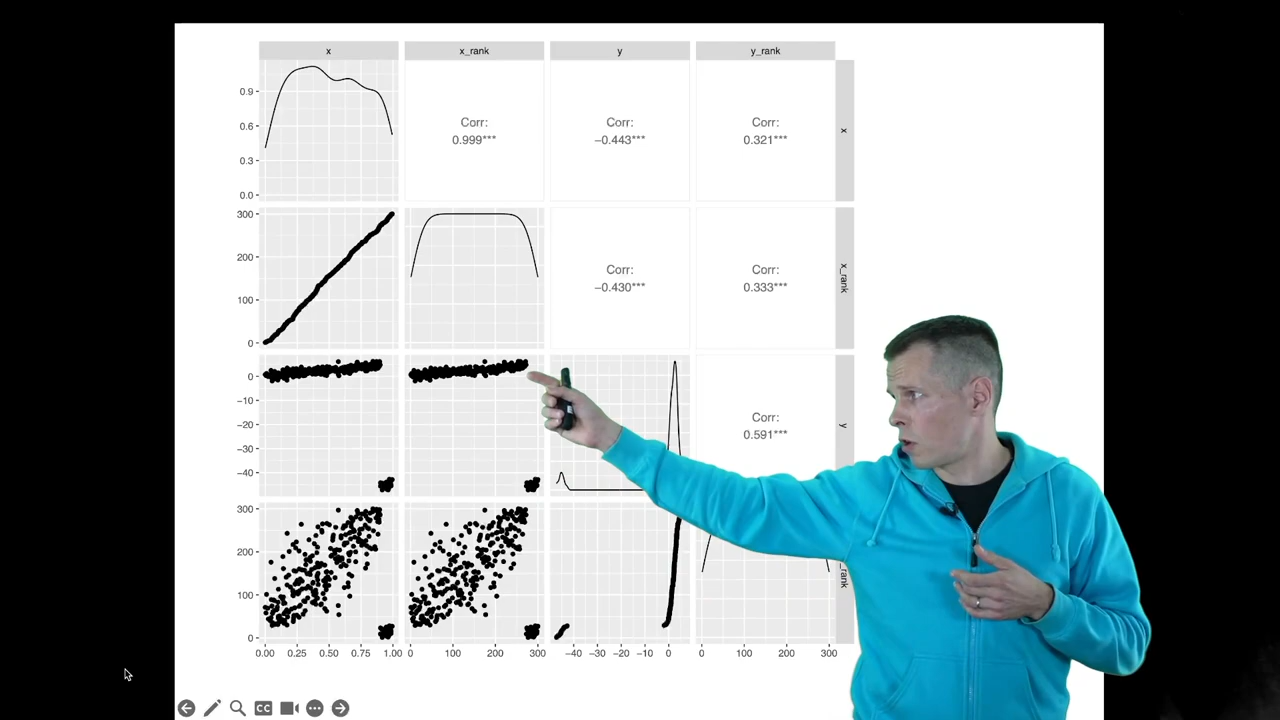 x x_rank y y_rank
0.9
0.6
0.3
0.0
Corr:
0.999***
Corr:
−0.443***
Corr:
0.321***
x
300
200
100
0
Corr:
−0.430***
Corr:
0.333***
x_rank
0
−10
−20
−30
−40
Corr:
0.591***
y
300
200
100
0
_rank
0.00 0.25 0.50 0.75 1.00 0 100 200 300 −40 −30 −20 −10 0 0 100 200 300
CC